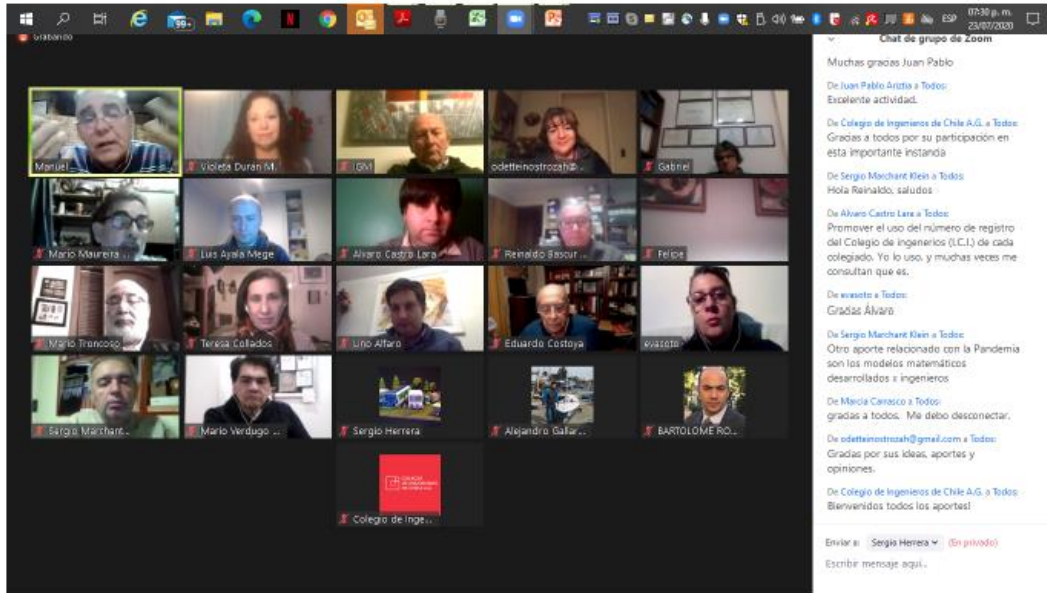 99+
ESP
07:30 p. m.
23/07/2020
Grabando
Manuel
Violeta Durán M.
IGM
odetteinostrozah@...
Gabriel
Mario Maureira ...
Luis Ayala Mege
Alvaro Castro Lara
Reinaldo Bascur ...
Felipe
Mario Troncoso
Teresa Collados
Lino Alfaro
Eduardo Costoya
evasoto
Sergio Marchant...
Mario Verdugo ...
Sergio Herrera
Alejandro Gallar...
BARTOLOME RO...
Colegio de Inge...
Chat de grupo de Zoom
Muchas gracias Juan Pablo
De Juan Pablo Ariztia a Todos:
Excelente actividad.
De Colegio de Ingenieros de Chile A.G. a Todos:
Gracias a todos por su participación en
esta importante instancia
De Sergio Marchant Klein a Todos:
Hola Reinaldo, saludos
De Alvaro Castro Lara a Todos:
Promover el uso del número de registro
del Colegio de ingenerios (I.C.I.) de cada
colegiado. Yo lo uso, y muchas veces me
consultan que es.
De evasoto a Todos:
Gracias Álvaro
De Sergio Marchant Klein a Todos:
Otro aporte relacionado con la Pandemia
son los modelos matemáticos
desarrollados x ingenieros
De Marcia Carrasco a Todos:
gracias a todos. Me debo desconectar.
De odetteinostrozah@gmail.com a Todos:
Gracias por sus ideas, aportes y
opiniones.
De Colegio de Ingenieros de Chile A.G. a Todos:
Bienvenidos todos los aportes!
Enviar a: Sergio Herrera (En privado)
Escribir mensaje aquí...